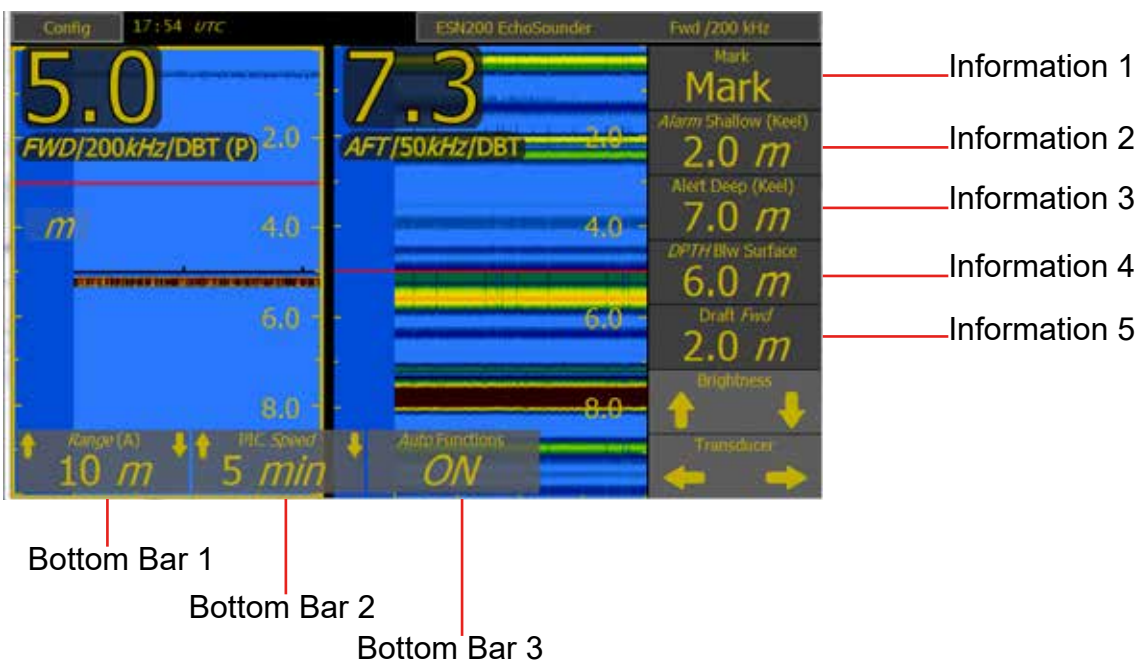 Config 17:54 UTC ESN200 EchoSounder Fwd /200 kHz
5.0
FWD/200kHz/DBT (P)
m
2.0
4.0
6.0
8.0
7.3
AFT/50kHz/DBT
2.0
4.0
6.0
8.0
Mark
Mark
Alarm Shallow (Keel)
2.0 m
Alert Deep (Keel)
7.0 m
DPTH Blw Surface
6.0 m
Draft Fwd
2.0 m
Brightness
Transducer
Range (A)
10 m
PIC Speed
5 min
Auto Functions
ON
Information 1
Information 2
Information 3
Information 4
Information 5
Bottom Bar 1
Bottom Bar 2
Bottom Bar 3